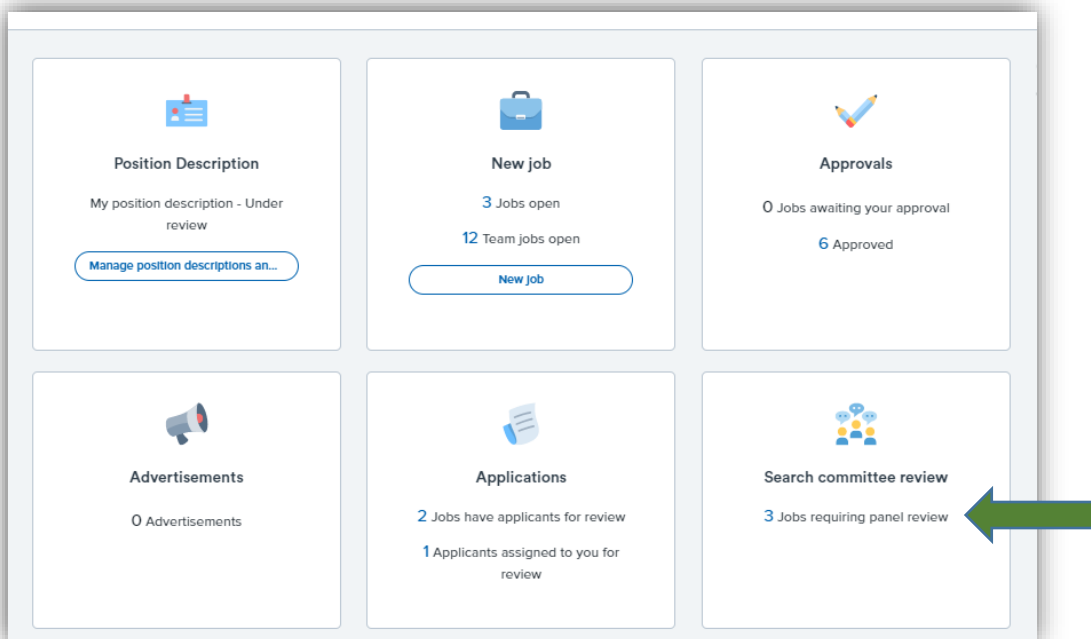 Position Description
My position description - Under
review
Manage position descriptions an...
New job
3 Jobs open
12 Team jobs open
New job
Approvals
0 Jobs awaiting your approval
6 Approved
Advertisements
0 Advertisements
Applications
2 Jobs have applicants for review
1 Applicants assigned to you for
review
Search committee review
3 Jobs requiring panel review